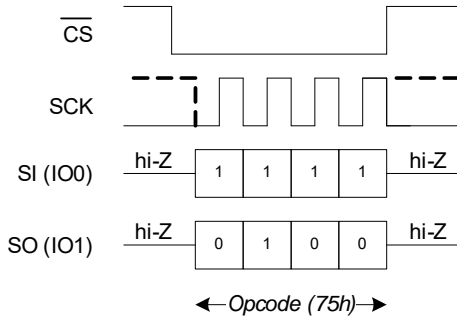 CS
SCK
hi-Z hi-Z
SI (IO0) 1 1 1 1
hi-Z hi-Z
SO (IO1) 0 1 0 0
Opcode (75h)